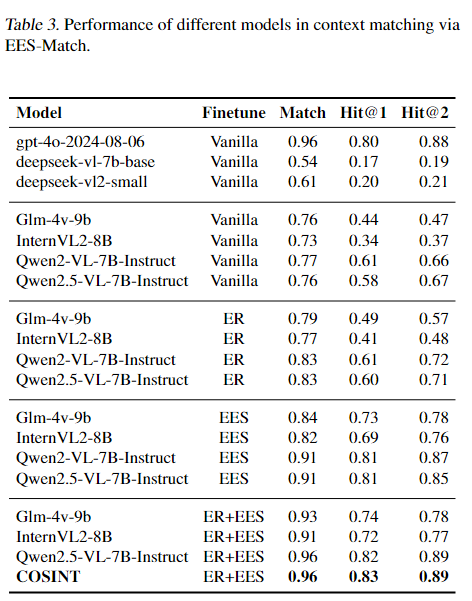 Table 3. Performance of different models in context matching via
EES-Match.
Model Finetune Match Hit@1 Hit@2
gpt-4o-2024-08-06 Vanilla 0.96 0.80 0.88
deepseek-vl-7b-base Vanilla 0.54 0.17 0.19
deepseek-vl2-small Vanilla 0.61 0.20 0.21
Glm-4v-9b Vanilla 0.76 0.44 0.47
InternVL2-8B Vanilla 0.73 0.34 0.37
Qwen2-VL-7B-Instruct Vanilla 0.77 0.61 0.66
Qwen2.5-VL-7B-Instruct Vanilla 0.76 0.58 0.67
Glm-4v-9b ER 0.79 0.49 0.57
InternVL2-8B ER 0.77 0.41 0.48
Qwen2-VL-7B-Instruct ER 0.83 0.61 0.72
Qwen2.5-VL-7B-Instruct ER 0.83 0.60 0.71
Glm-4v-9b EES 0.84 0.73 0.78
InternVL2-8B EES 0.82 0.69 0.76
Qwen2-VL-7B-Instruct EES 0.91 0.81 0.87
Qwen2.5-VL-7B-Instruct EES 0.91 0.81 0.85
Glm-4v-9b ER+EES 0.93 0.74 0.78
InternVL2-8B ER+EES 0.91 0.72 0.77
Qwen2.5-VL-7B-Instruct ER+EES 0.96 0.82 0.89
COSINT ER+EES 0.96 0.83 0.89